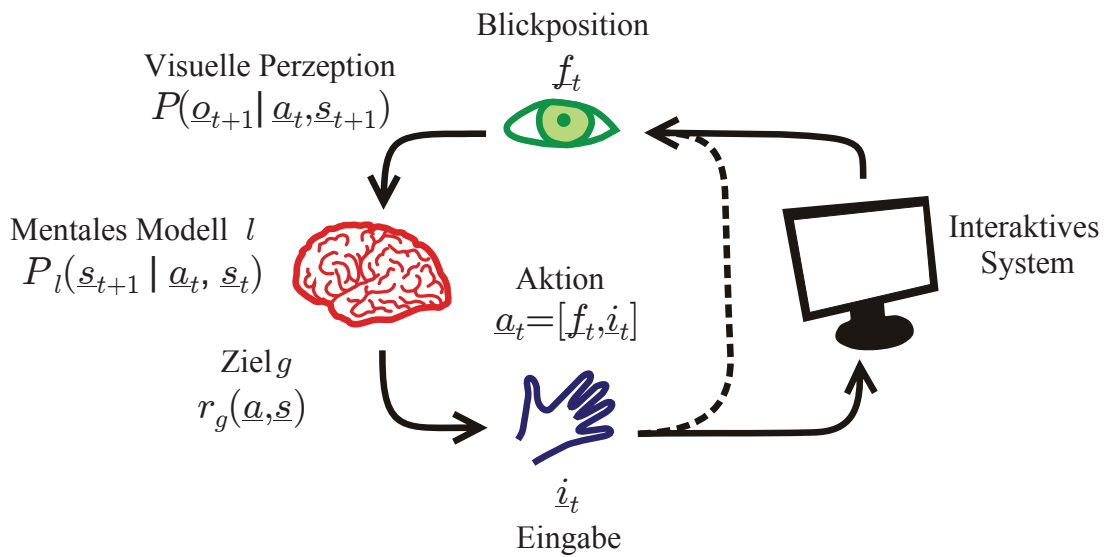 Blickposition
f_t
Visuelle Perzeption
P(o_{t+1}| a_t,s_{t+1})
Mentales Modell l
P_l(s_{t+1} | a_t, s_t)
Interaktives
System
Aktion
a_t=[f_t,i_t]
Ziel g
r_g(a,s)
i_t
Eingabe